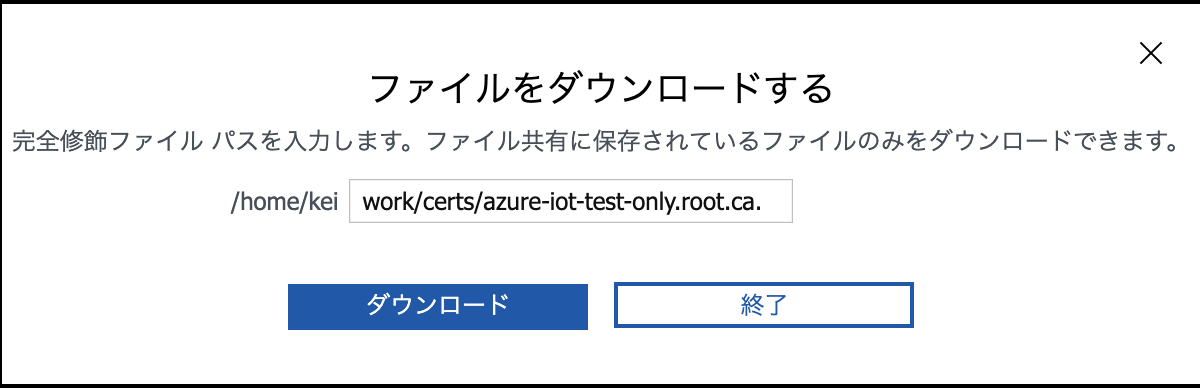 ファイルをダウンロードする
完全修飾ファイル パスを入力します。ファイル共有に保存されているファイルのみをダウンロードできます。
/home/kei work/certs/azure-iot-test-only.root.ca.
ダウンロード 終了